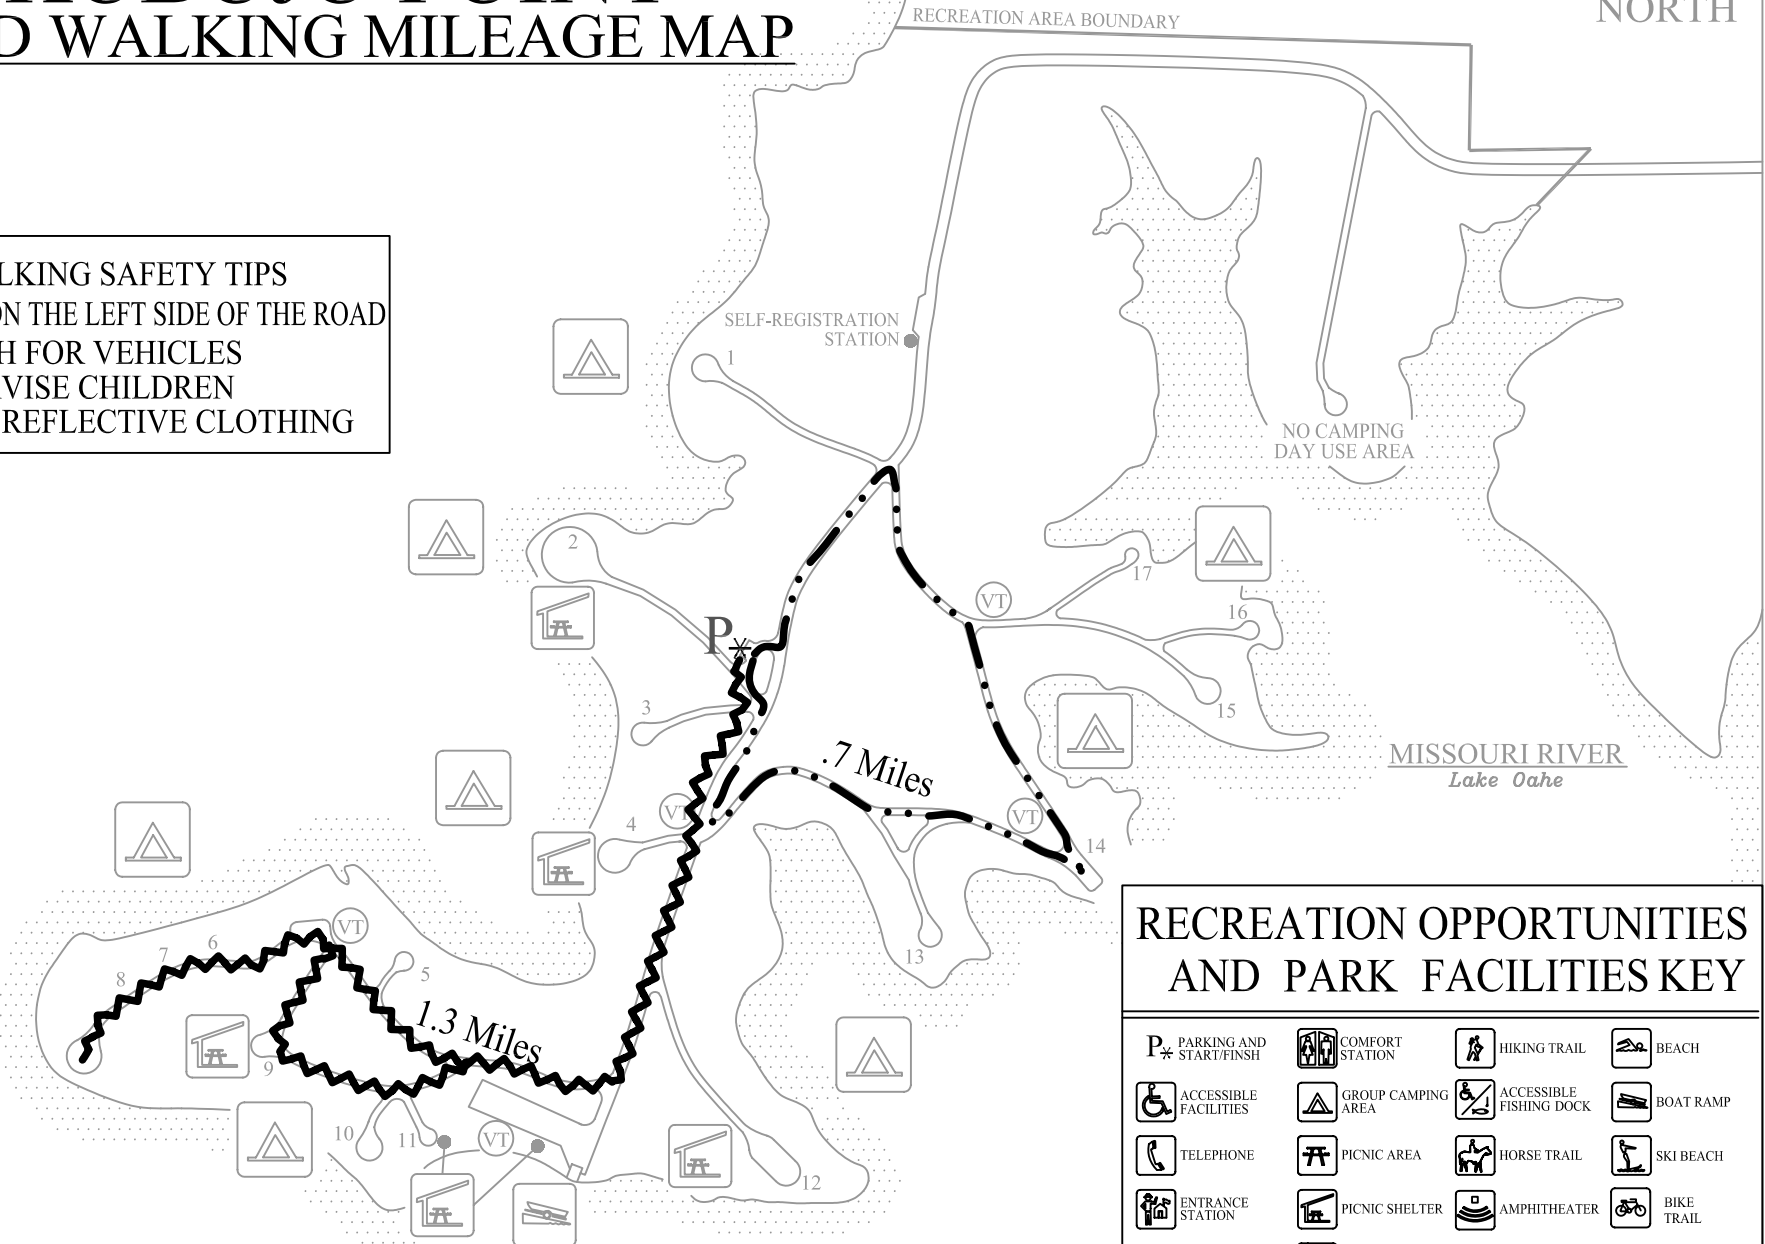 D WALKING MILEAGE MAP
NORTH
RECREATION AREA BOUNDARY
LKING SAFETY TIPS
ON THE LEFT SIDE OF THE ROAD
H FOR VEHICLES
RVISE CHILDREN
REFLECTIVE CLOTHING
SELF-REGISTRATION
STATION
1
NO CAMPING
DAY USE AREA
2
17
VT
16
P*
3
15
.7 Miles
MISSOURI RIVER
Lake Oahe
VT
4
VT
14
VT
6
7
8
5
13
1.3 Miles
9
10
11
VT
12
RECREATION OPPORTUNITIES
AND PARK FACILITIES KEY
P* PARKING AND
START/FINSH
COMFORT
STATION
HIKING TRAIL
BEACH
ACCESSIBLE
FACILITIES
GROUP CAMPING
AREA
ACCESSIBLE
FISHING DOCK
BOAT RAMP
TELEPHONE
PICNIC AREA
HORSE TRAIL
SKI BEACH
ENTRANCE
STATION
PICNIC SHELTER
AMPHITHEATER
BIKE
TRAIL